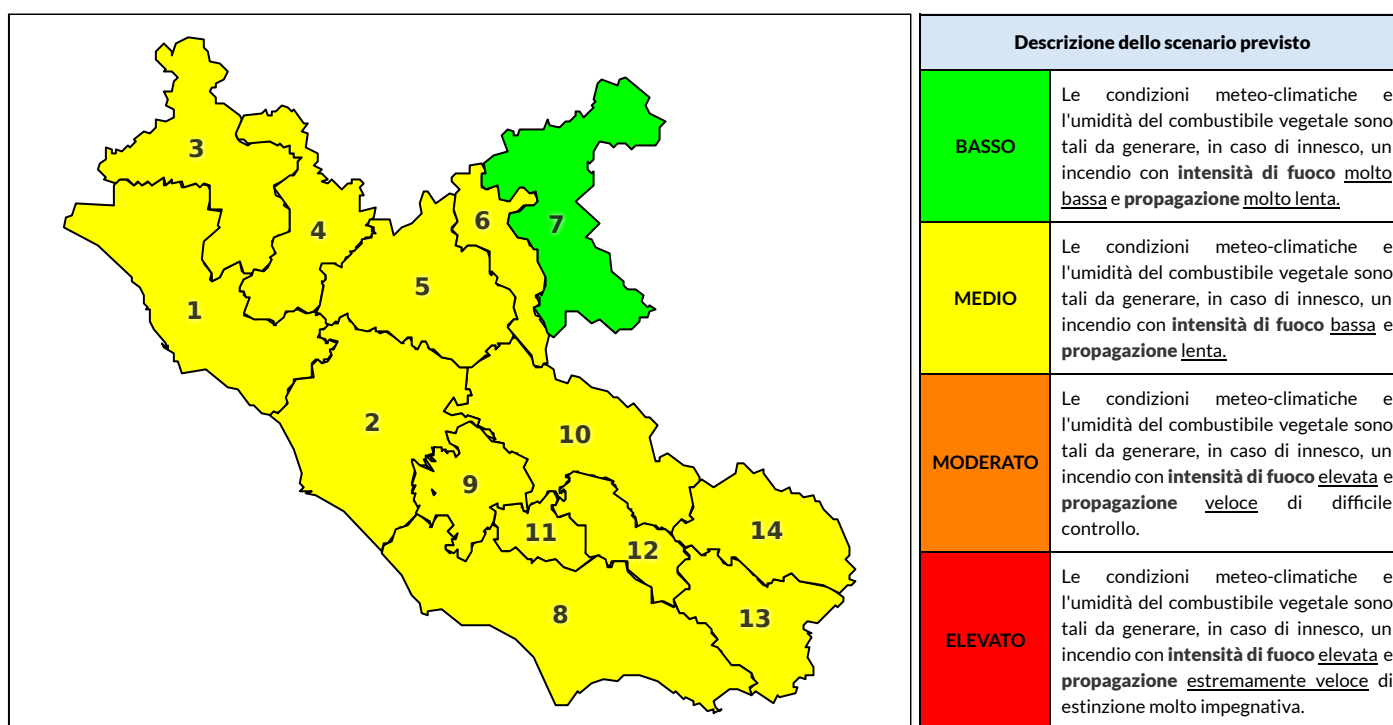 3
4
6
7
5
1
2
10
9
11
12
14
8
13
Descrizione dello scenario previsto
BASSO
Le condizioni meteo-climatiche e
l'umidità del combustibile vegetale sono
tali da generare, in caso di innesco, un
incendio con intensità di fuoco molto
bassa e propagazione molto lenta.
MEDIO
Le condizioni meteo-climatiche e
l'umidità del combustibile vegetale sono
tali da generare, in caso di innesco, un
incendio con intensità di fuoco bassa e
propagazione lenta.
MODERATO
Le condizioni meteo-climatiche e
l'umidità del combustibile vegetale sono
tali da generare, in caso di innesco, un
incendio con intensità di fuoco elevata e
propagazione veloce di difficile
controllo.
ELEVATO
Le condizioni meteo-climatiche e
l'umidità del combustibile vegetale sono
tali da generare, in caso di innesco, un
incendio con intensità di fuoco elevata e
propagazione estremamente veloce di
estinzione molto impegnativa.